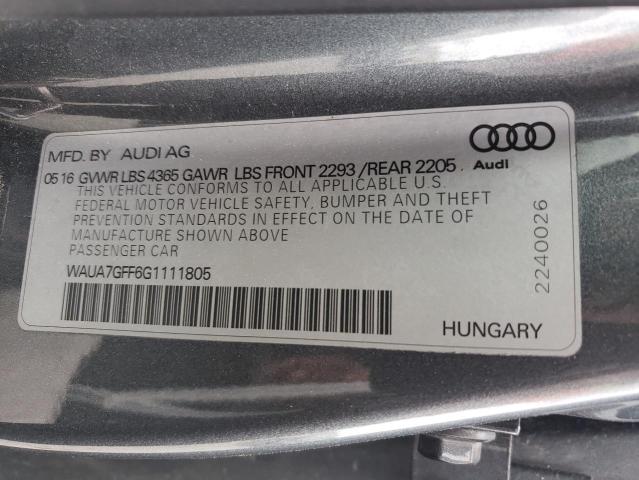 MFD. BY AUDI AG
Audi
05 16 GVWR LBS 4365 GAWR LBS FRONT 2293 /REAR 2205
THIS VEHICLE CONFORMS TO ALL APPLICABLE U.S.
FEDERAL MOTOR VEHICLE SAFETY, BUMPER AND THEFT
PREVENTION STANDARDS IN EFFECT ON THE DATE OF
MANUFACTURE SHOWN ABOVE
PASSENGER CAR
WAUA7GFF6G1111805
HUNGARY
2240026